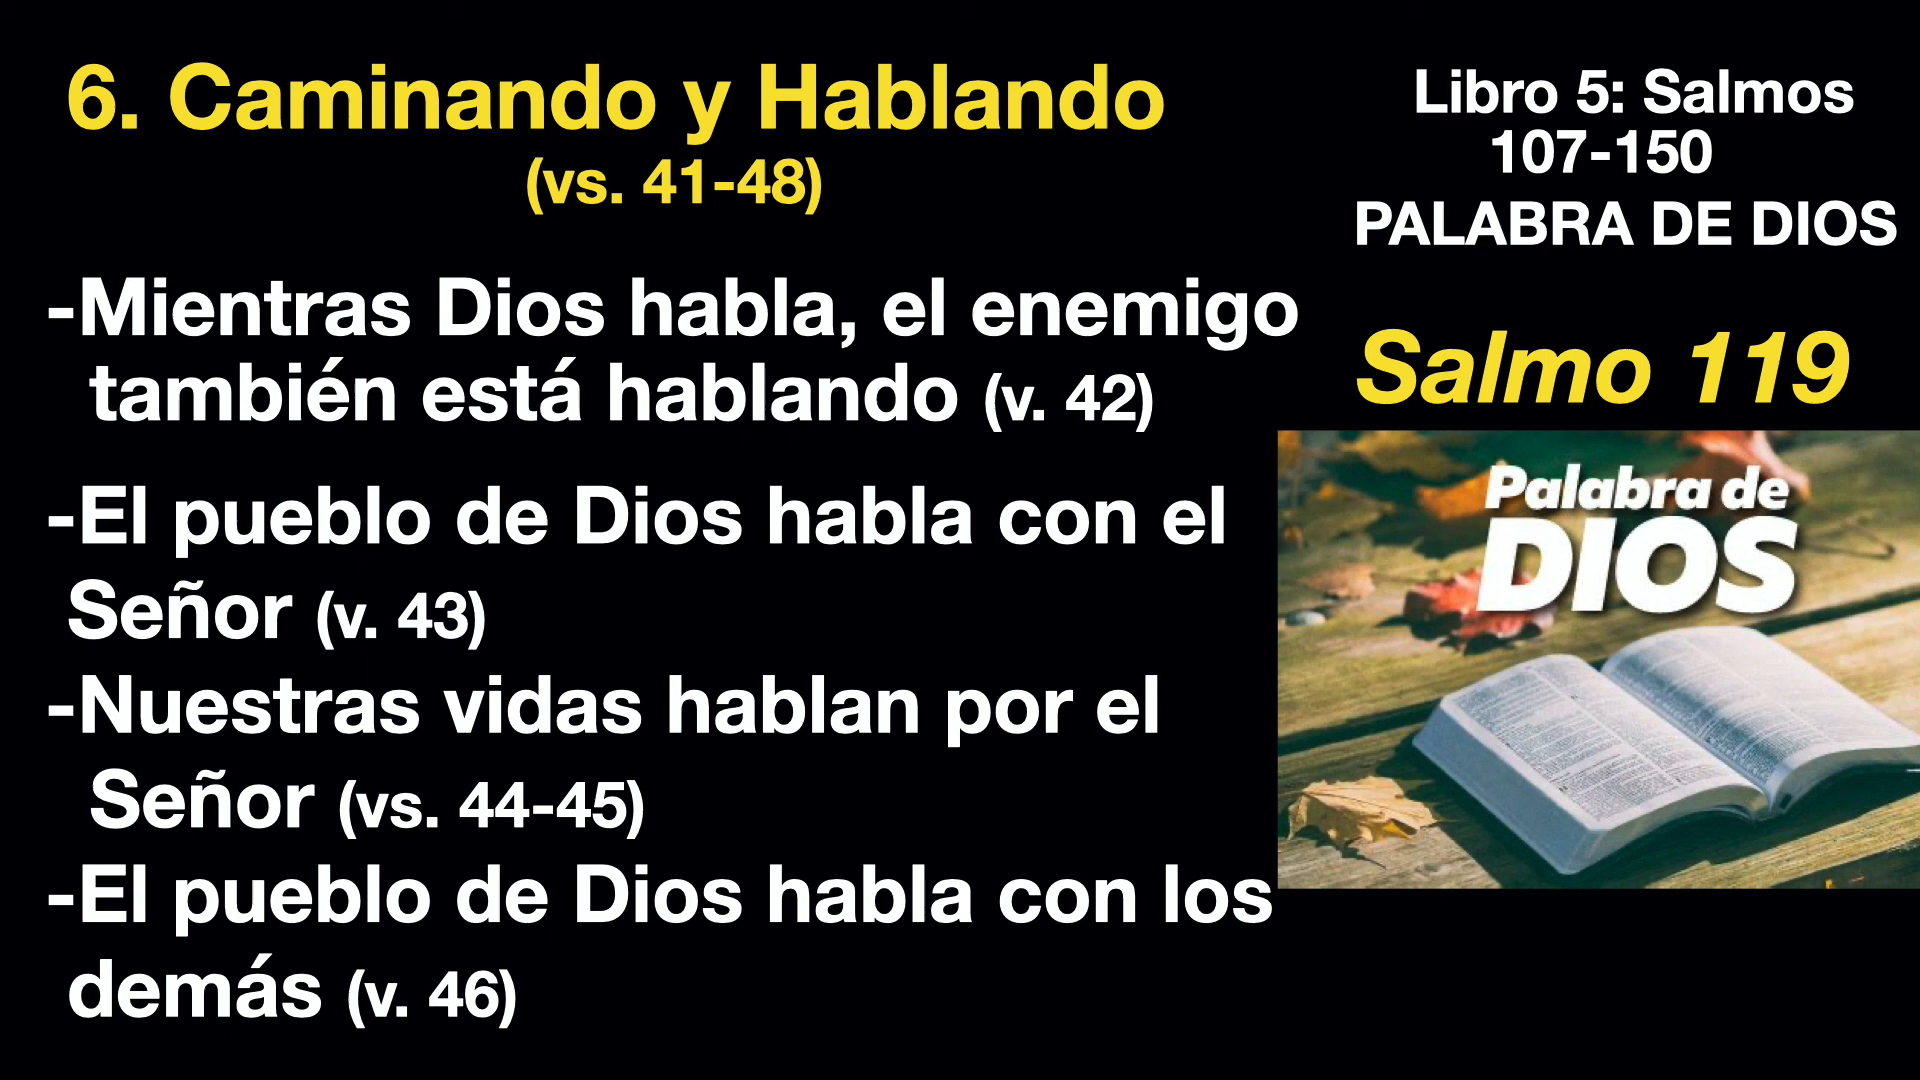 6. Caminando y Hablando
(vs. 41-48)
-Mientras Dios habla, el enemigo
también está hablando (v. 42)
-El pueblo de Dios habla con el
Señor (v. 43)
-Nuestras vidas hablan por el
Señor (vs. 44-45)
-El pueblo de Dios habla con los
demás (v. 46)
Libro 5: Salmos
107-150
PALABRA DE DIOS
Salmo 119
Palabra de
DIOS